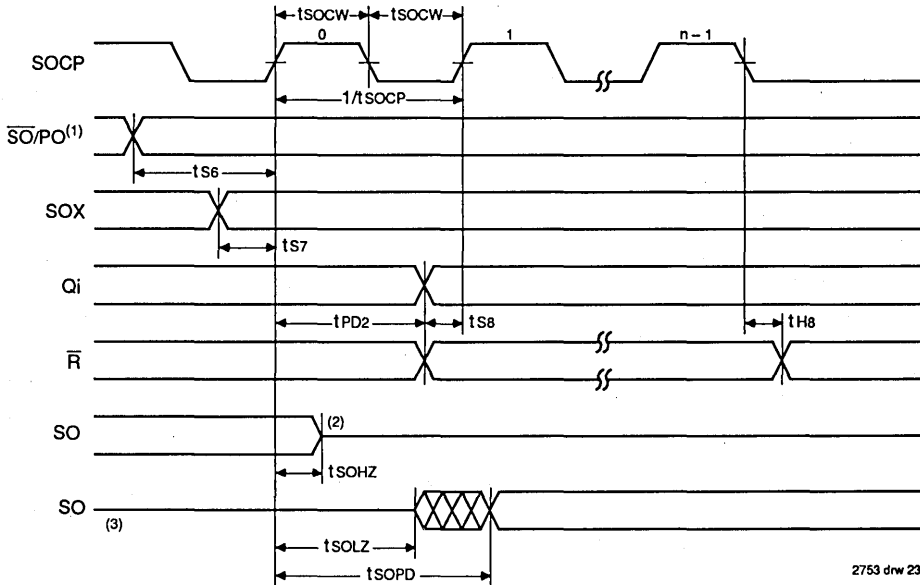 tSOCW tSOCW
0 1 n – 1
SOCP
1/tSOCP
SO/PO(1)
tS6
SOX
tS7
Qi
tPD2 tS8
tH8
R
SO (2)
tSOHZ
SO
(3)
tSOLZ
tSOPD
2753 drw 23